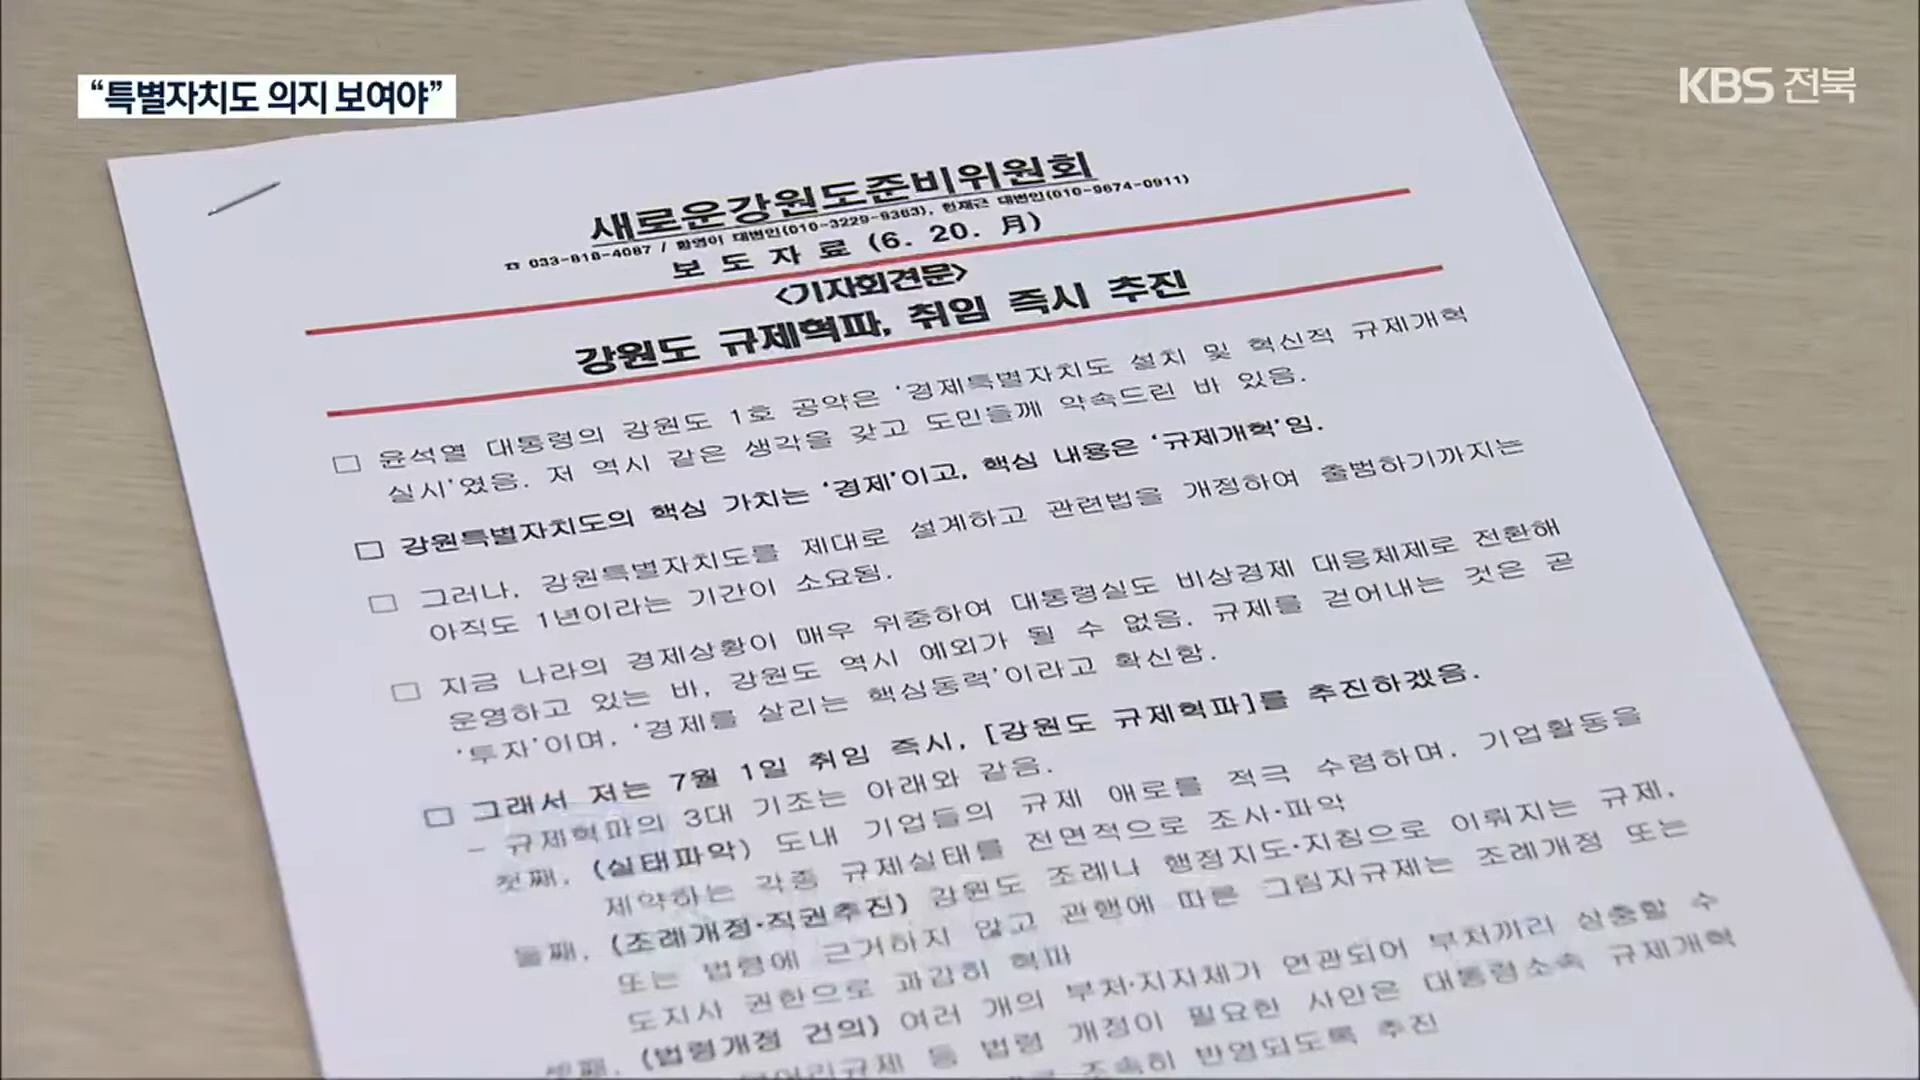 “특별자치도 의지 보여야”
KBS 전북
새로운강원도준비위원회
☎ 033-818-4087 / 황영이 대변인(010-3229-9363), 현재근 대변인(010-9674-0911)
보 도 자 료 (6. 20. 月)
<기자회견문>
강원도 규제혁파, 취임 즉시 추진
□ 윤석열 대통령의 강원도 1호 공약은 ‘경제특별자치도 설치 및 혁신적 규제개혁
실시’였음. 저 역시 같은 생각을 갖고 도민들께 약속드린 바 있음.
□ 강원특별자치도의 핵심 가치는 ‘경제’이고, 핵심 내용은 ‘규제개혁’임.
□ 그러나, 강원특별자치도를 제대로 설계하고 관련법을 개정하여 출범하기까지는
아직도 1년이라는 기간이 소요됨.
□ 지금 나라의 경제상황이 매우 위중하여 대통령실도 비상경제 대응체제로 전환해
운영하고 있는 바, 강원도 역시 예외가 될 수 없음. 규제를 걷어내는 것은 곧
‘투자’이며, ‘경제를 살리는 핵심동력’이라고 확신함.
□ 그래서 저는 7월 1일 취임 즉시, [강원도 규제혁파]를 추진하겠음.
- 규제혁파의 3대 기조는 아래와 같음.
첫째, (실태파악) 도내 기업들의 규제 애로를 적극 수렴하며, 기업활동을
제약하는 각종 규제실태를 전면적으로 조사·파악
둘째, (조례개정·직권추진) 강원도 조례나 행정지도·지침으로 이뤄지는 규제,
또는 법령에 근거하지 않고 관행에 따른 그림자규제는 조례개정 또는
도지사 권한으로 과감히 혁파
셋째, (법령개정 건의) 여러 개의 부처·지자체가 연관되어 부처끼리 상충할 수
덩어리규제 등 법령 개정이 필요한 사안은 대통령소속 규제개혁
조속히 반영되도록 추진